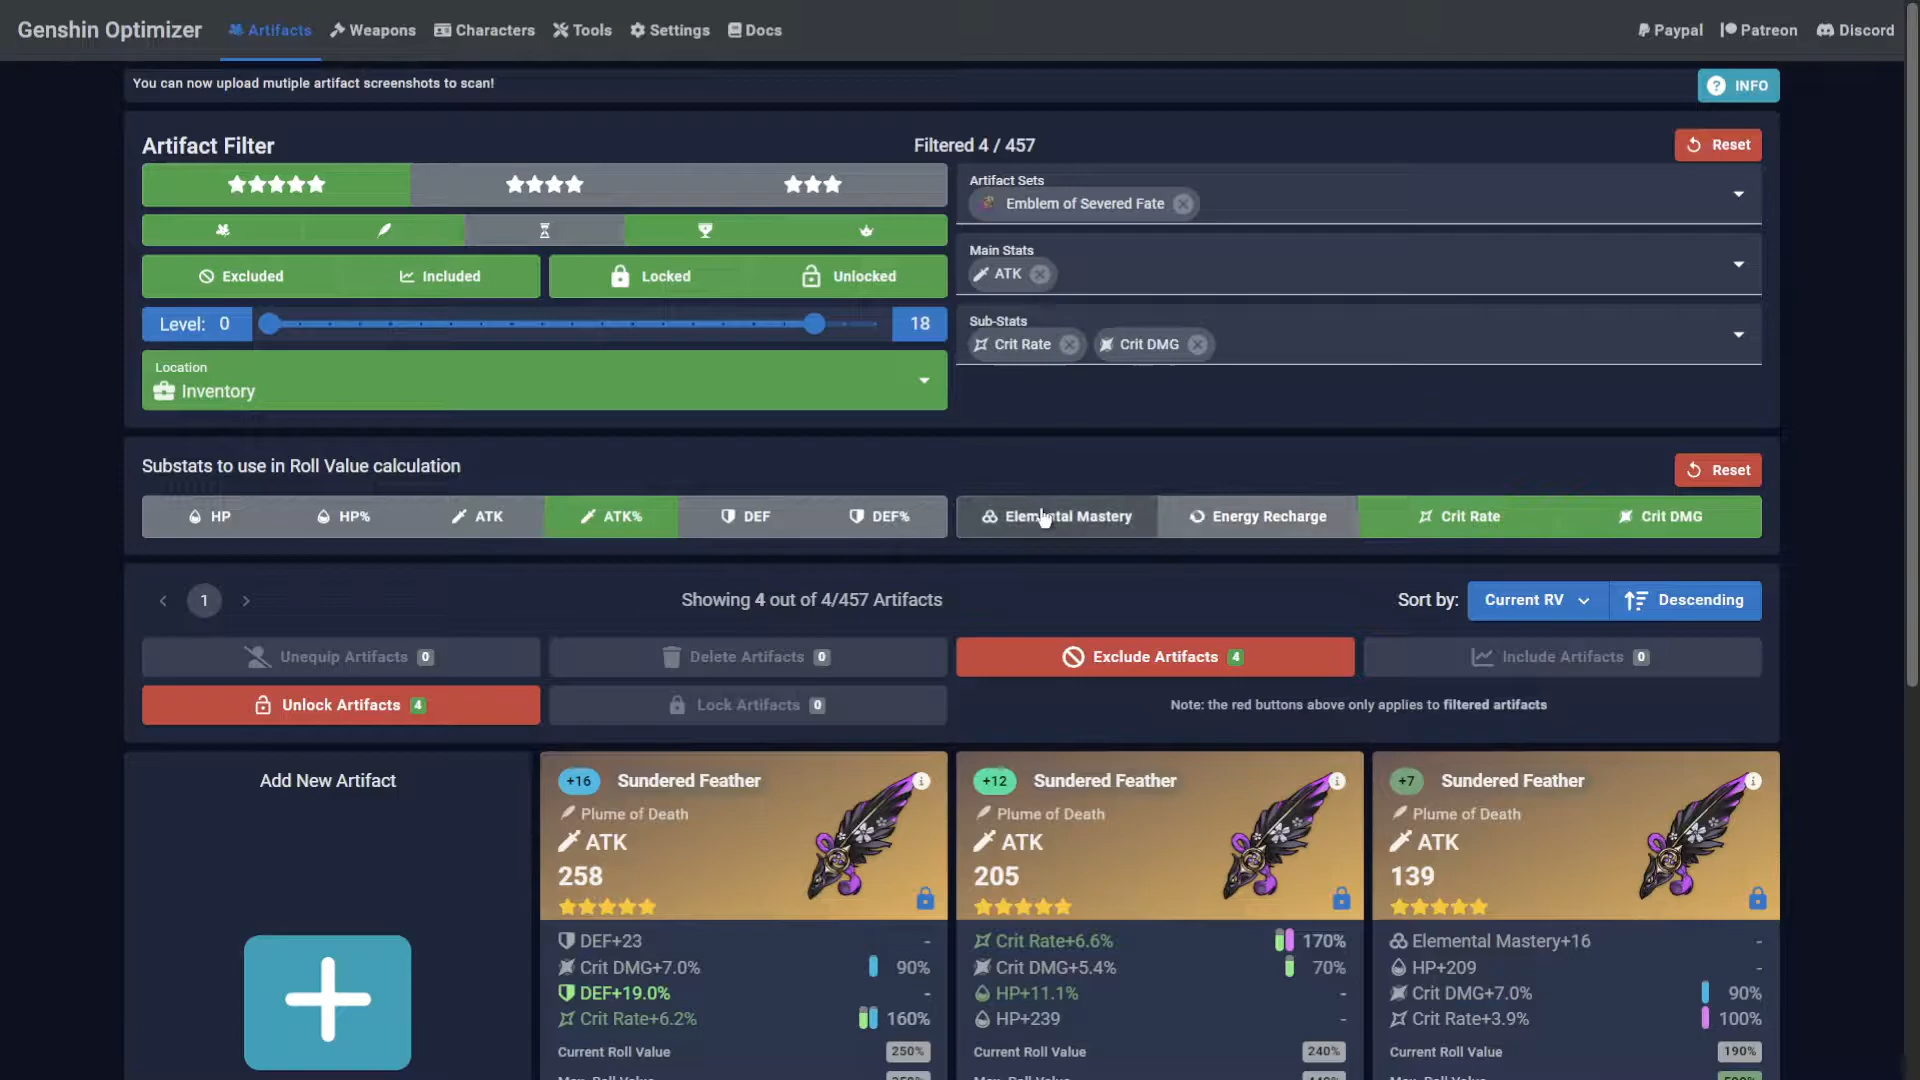 Genshin Optimizer
Artifacts
Weapons
Characters
Tools
Settings
Docs
Paypal
Patreon
Discord
You can now upload mutiple artifact screenshots to scan!
INFO
Artifact Filter
Filtered 4 / 457
Reset
Artifact Sets
Emblem of Severed Fate
Excluded
Included
Locked
Unlocked
Main Stats
ATK
Level: 0
18
Sub-Stats
Crit Rate
Crit DMG
Location
Inventory
Substats to use in Roll Value calculation
Reset
HP
HP%
ATK
ATK%
DEF
DEF%
Elemental Mastery
Energy Recharge
Crit Rate
Crit DMG
1
Showing 4 out of 4/457 Artifacts
Sort by:
Current RV
Descending
Unequip Artifacts 0
Delete Artifacts 0
Exclude Artifacts 4
Include Artifacts 0
Unlock Artifacts 4
Lock Artifacts 0
Note: the red buttons above only applies to filtered artifacts
Add New Artifact
+16 Sundered Feather
Plume of Death
ATK
258
DEF+23 -
Crit DMG+7.0% 90%
DEF+19.0% -
Crit Rate+6.2% 160%
Current Roll Value 250%
+12 Sundered Feather
Plume of Death
ATK
205
Crit Rate+6.6% 170%
Crit DMG+5.4% 70%
HP+11.1% -
HP+239 -
Current Roll Value 240%
+7 Sundered Feather
Plume of Death
ATK
139
Elemental Mastery+16 -
HP+209 -
Crit DMG+7.0% 90%
Crit Rate+3.9% 100%
Current Roll Value 190%